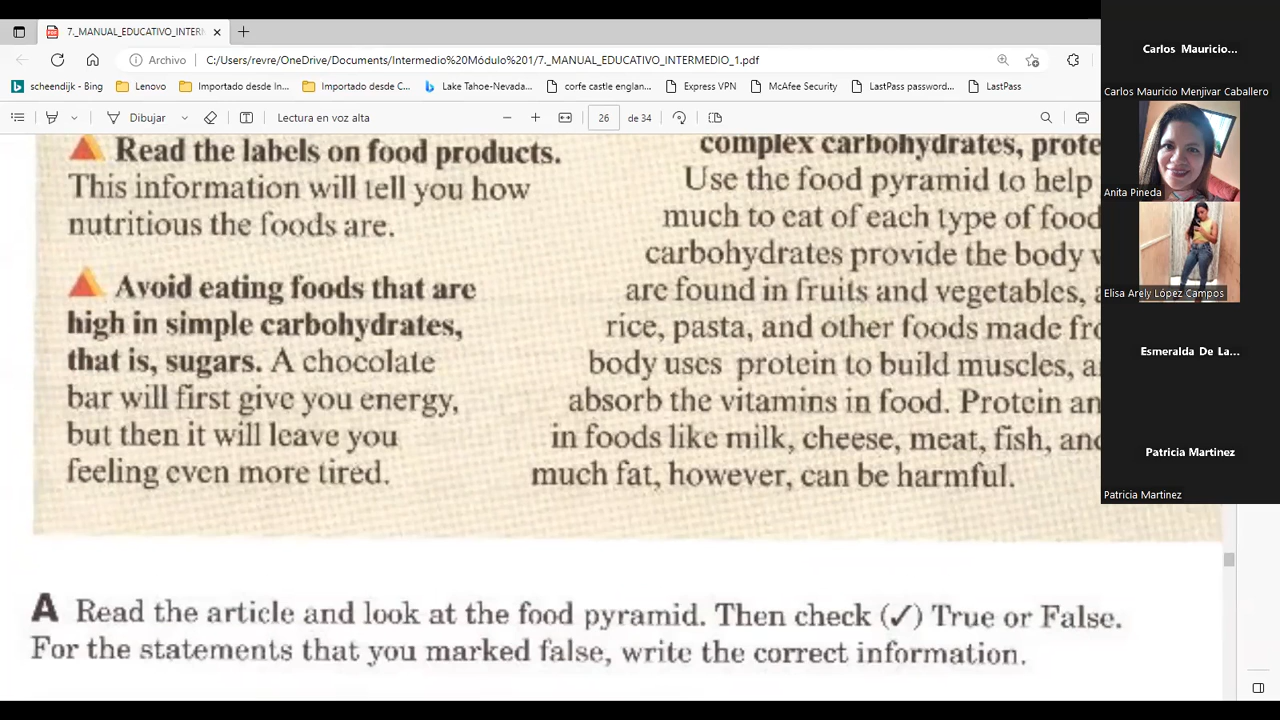 7._MANUAL_EDUCATIVO_INTERM
Archivo
C:/Users/revre/OneDrive/Documents/Intermedio%20Módulo%201/7._MANUAL_EDUCATIVO_INTERMEDIO_1.pdf
scheendijk - Bing
Lenovo
Importado desde In...
Importado desde C...
Lake Tahoe-Nevada...
corfe castle englan...
Express VPN
McAfee Security
LastPass password...
LastPass
Dibujar
Lectura en voz alta
26
de 34
Read the labels on food products.
This information will tell you how
nutritious the foods are.
Avoid eating foods that are
high in simple carbohydrates,
that is, sugars. A chocolate
bar will first give you energy,
but then it will leave you
feeling even more tired.
complex carbohydrates, prote
Use the food pyramid to help
much to eat of each type of food
carbohydrates provide the body
are found in fruits and vegetables,
rice, pasta, and other foods made fro
body uses protein to build muscles, a
absorb the vitamins in food. Protein an
in foods like milk, cheese, meat, fish, and
much fat, however, can be harmful.
A Read the article and look at the food pyramid. Then check (✓) True or False.
For the statements that you marked false, write the correct information.
Carlos Mauricio...
Carlos Mauricio Menjivar Caballero
Anita Pineda
Elisa Arely López Campos
Esmeralda De La...
Patricia Martinez
Patricia Martinez